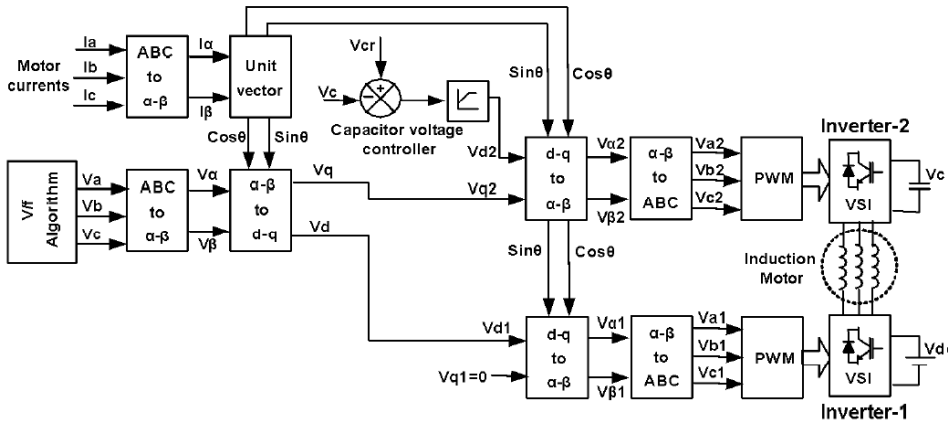 Motor
currents
Ia
Ib
Ic
ABC
to
α-β
Iα
Iβ
Unit
vector
Cosθ
Sinθ
Vcr
+
−
Vc
Capacitor voltage
controller
Sinθ
Cosθ
Vd2
Vq2
d-q
to
α-β
Vα2
Vβ2
α-β
to
ABC
Va2
Vb2
Vc2
PWM
Inverter-2
VSI
Vc
V/f
Algorithm
Va
Vb
Vc
ABC
to
α-β
Vα
Vβ
α-β
to
d-q
Vq
Vd
Sinθ
Cosθ
Induction
Motor
Vd1
Vq1=0
d-q
to
α-β
Vα1
Vβ1
α-β
to
ABC
Va1
Vb1
Vc1
PWM
VSI
Inverter-1